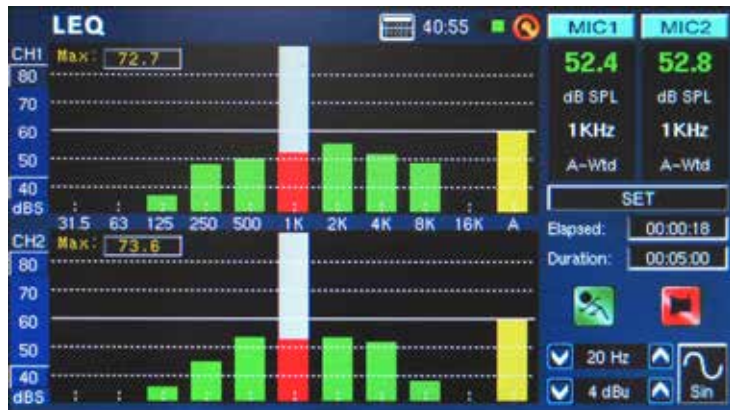 LEQ
40:55
MIC1 MIC2
CH1
Max: 72.7
80
70
60
50
40
dBS
31.5 63 125 250 500 1K 2K 4K 8K 16K A
CH2
Max: 73.6
80
70
60
50
40
dBS
52.4 52.8
dB SPL dB SPL
1KHz 1KHz
A-Wtd A-Wtd
SET
Elapsed: 00:00:18
Duration: 00:05:00
20 Hz
4 dBu
Sin